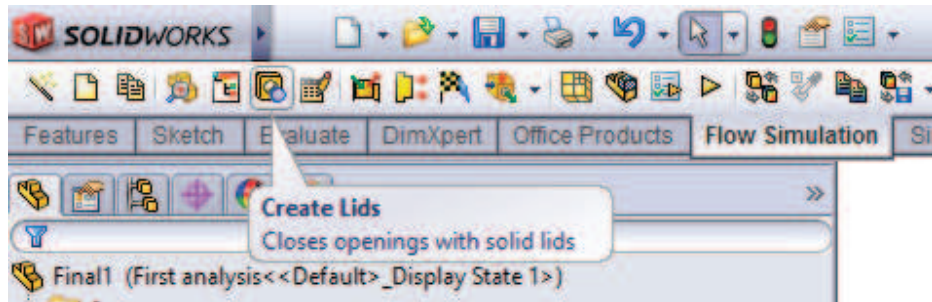 SOLIDWORKS
Features Sketch Evaluate DimXpert Office Products Flow Simulation Si
Create Lids
Closes openings with solid lids
Final1 (First analysis<<Default>_Display State 1>)